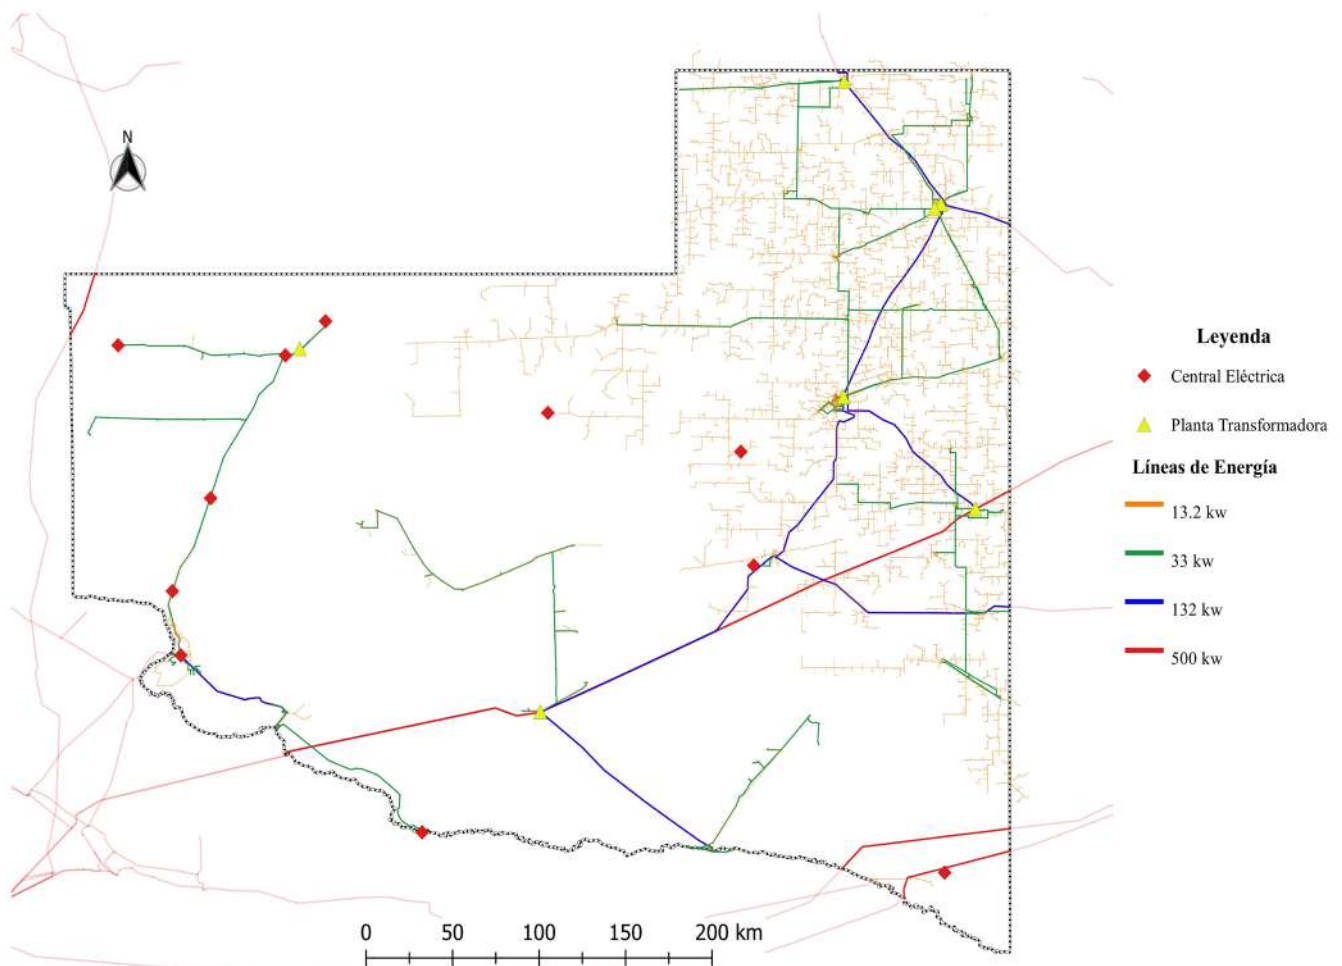 N
Leyenda
Central Eléctrica
Planta Transformadora
Líneas de Energía
13.2 kw
33 kw
132 kw
500 kw
0 50 100 150 200 km